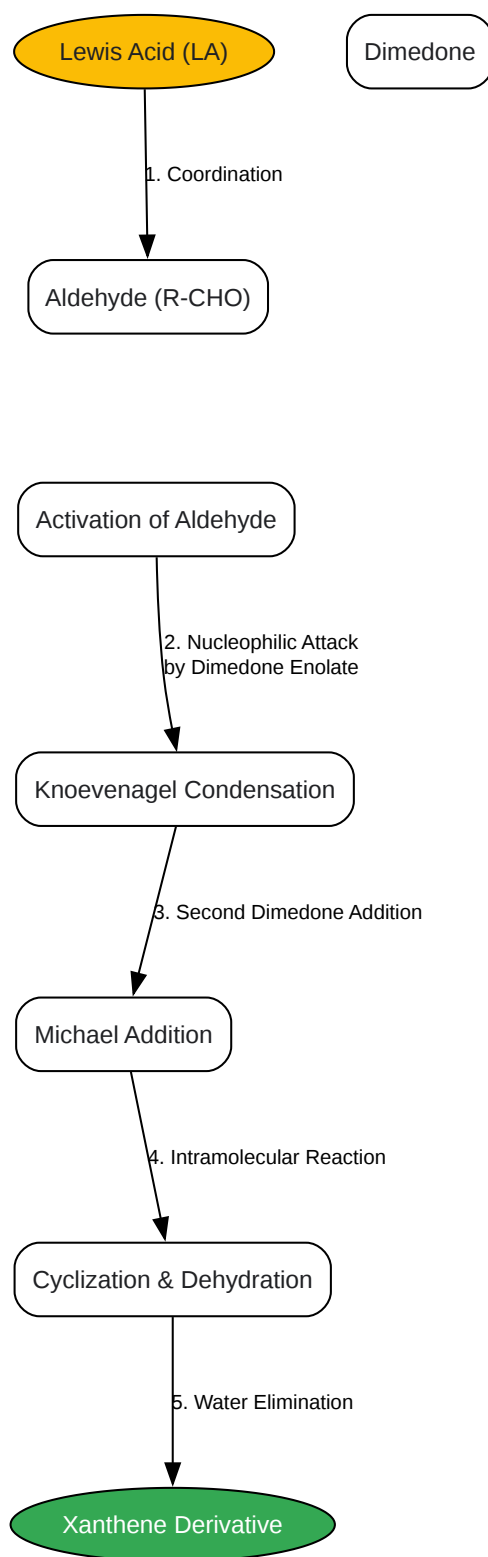 Lewis Acid (LA)
Dimedone
1. Coordination
Aldehyde (R-CHO)
Activation of Aldehyde
2. Nucleophilic Attack
by Dimedone Enolate
Knoevenagel Condensation
3. Second Dimedone Addition
Michael Addition
4. Intramolecular Reaction
Cyclization & Dehydration
5. Water Elimination
Xanthene Derivative